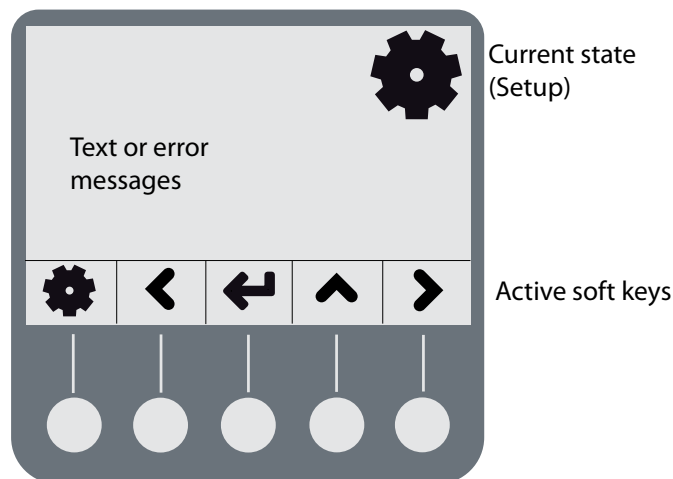 Current state
(Setup)
Text or error
messages
Active soft keys